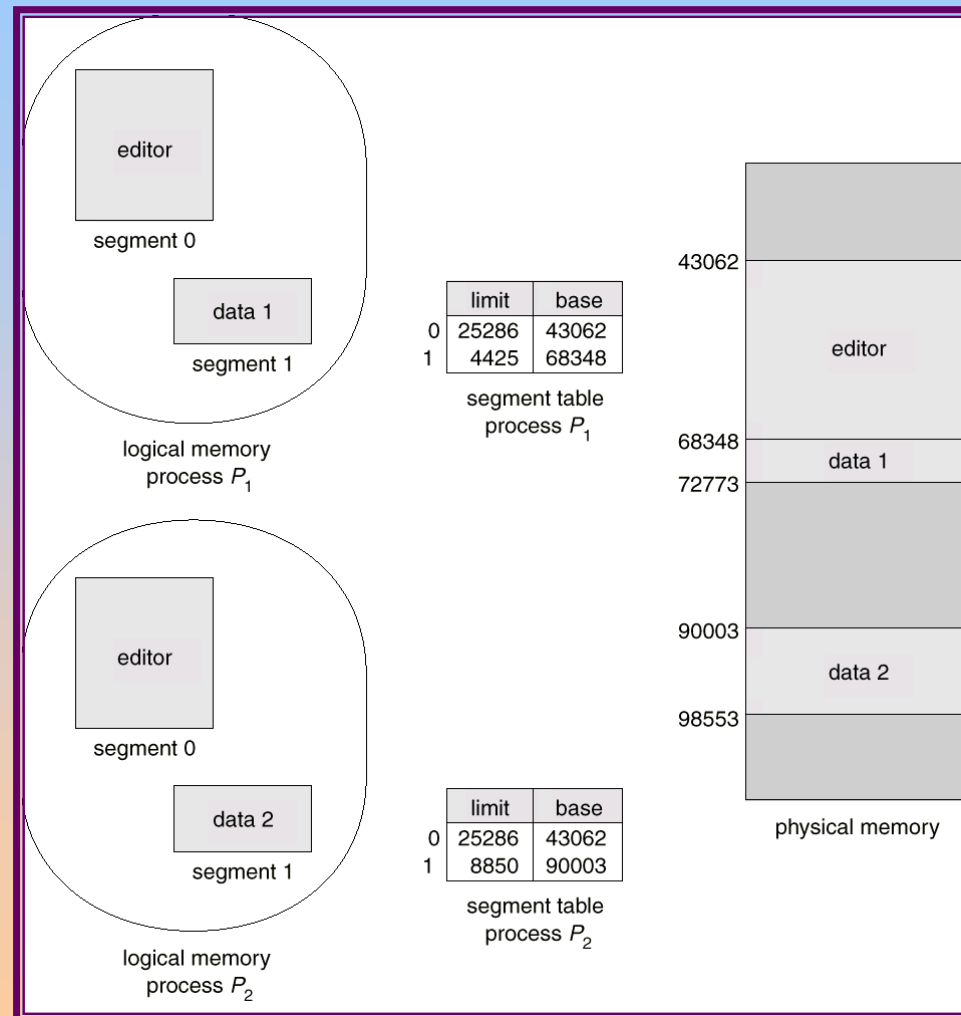 editor
segment 0
data 1
segment 1
logical memory
process P1
limit base
0 25286 43062
1 4425 68348
segment table
process P1
editor
segment 0
data 2
segment 1
logical memory
process P2
limit base
0 25286 43062
1 8850 90003
segment table
process P2
43062
editor
68348
data 1
72773
90003
data 2
98553
physical memory